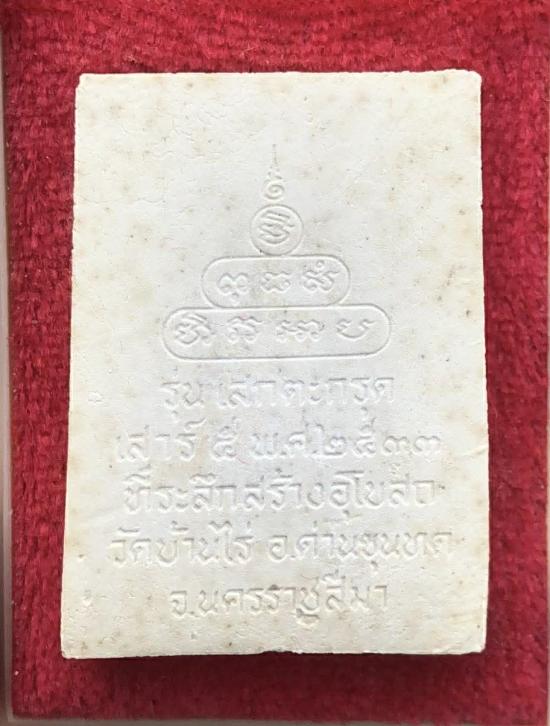 รุ่น เสกตะกรุด
เสาร์ ๕ พ.ศ.๒๕๓๓
ที่ระลึกสร้างอุโบสถ
วัดบ้านไร่ อ.ด่านขุนทด
จ.นครราชสีมา